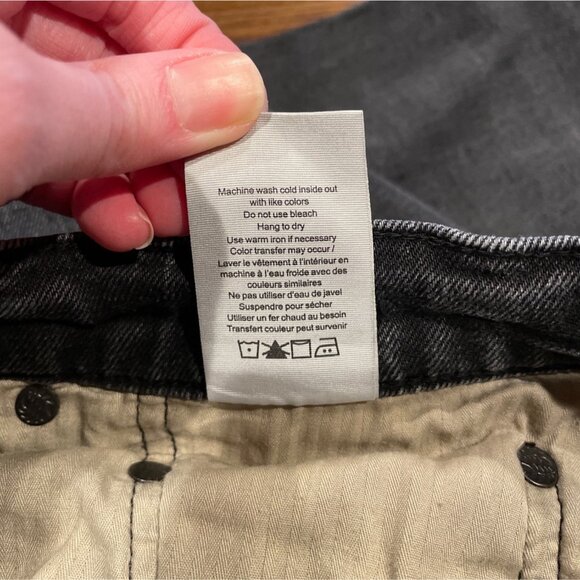 Machine wash cold inside out
with like colors
Do not use bleach
Hang to dry
Use warm iron if necessary
Color transfer may occur /
Laver le vêtement à l'intérieur en
machine à l'eau froide avec des
couleurs similaires
Ne pas utiliser d'eau de javel
Suspendre pour sécher
Utiliser un fer chaud au besoin
Transfert couleur peut survenir